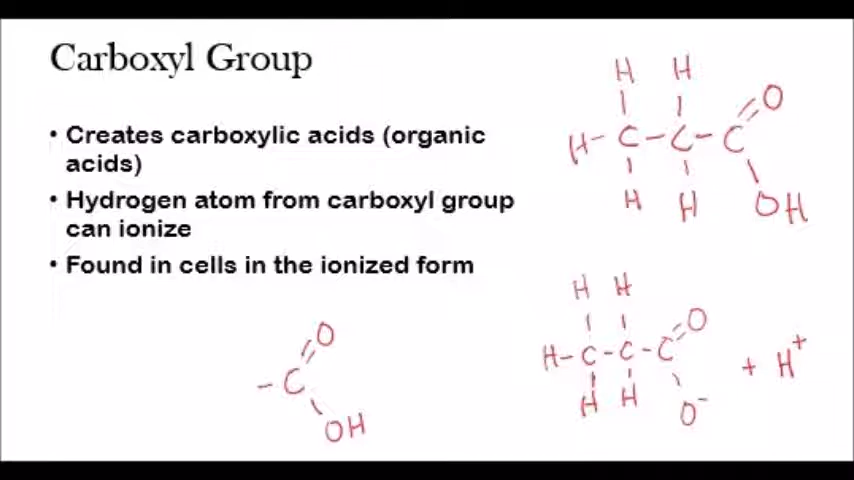 Carboxyl Group
• Creates carboxylic acids (organic
acids)
• Hydrogen atom from carboxyl group
can ionize
• Found in cells in the ionized form
H H
H-C-C-C=O
H H OH
H H
H-C-C-C=O + H⁺
H H O⁻
-C=O
OH